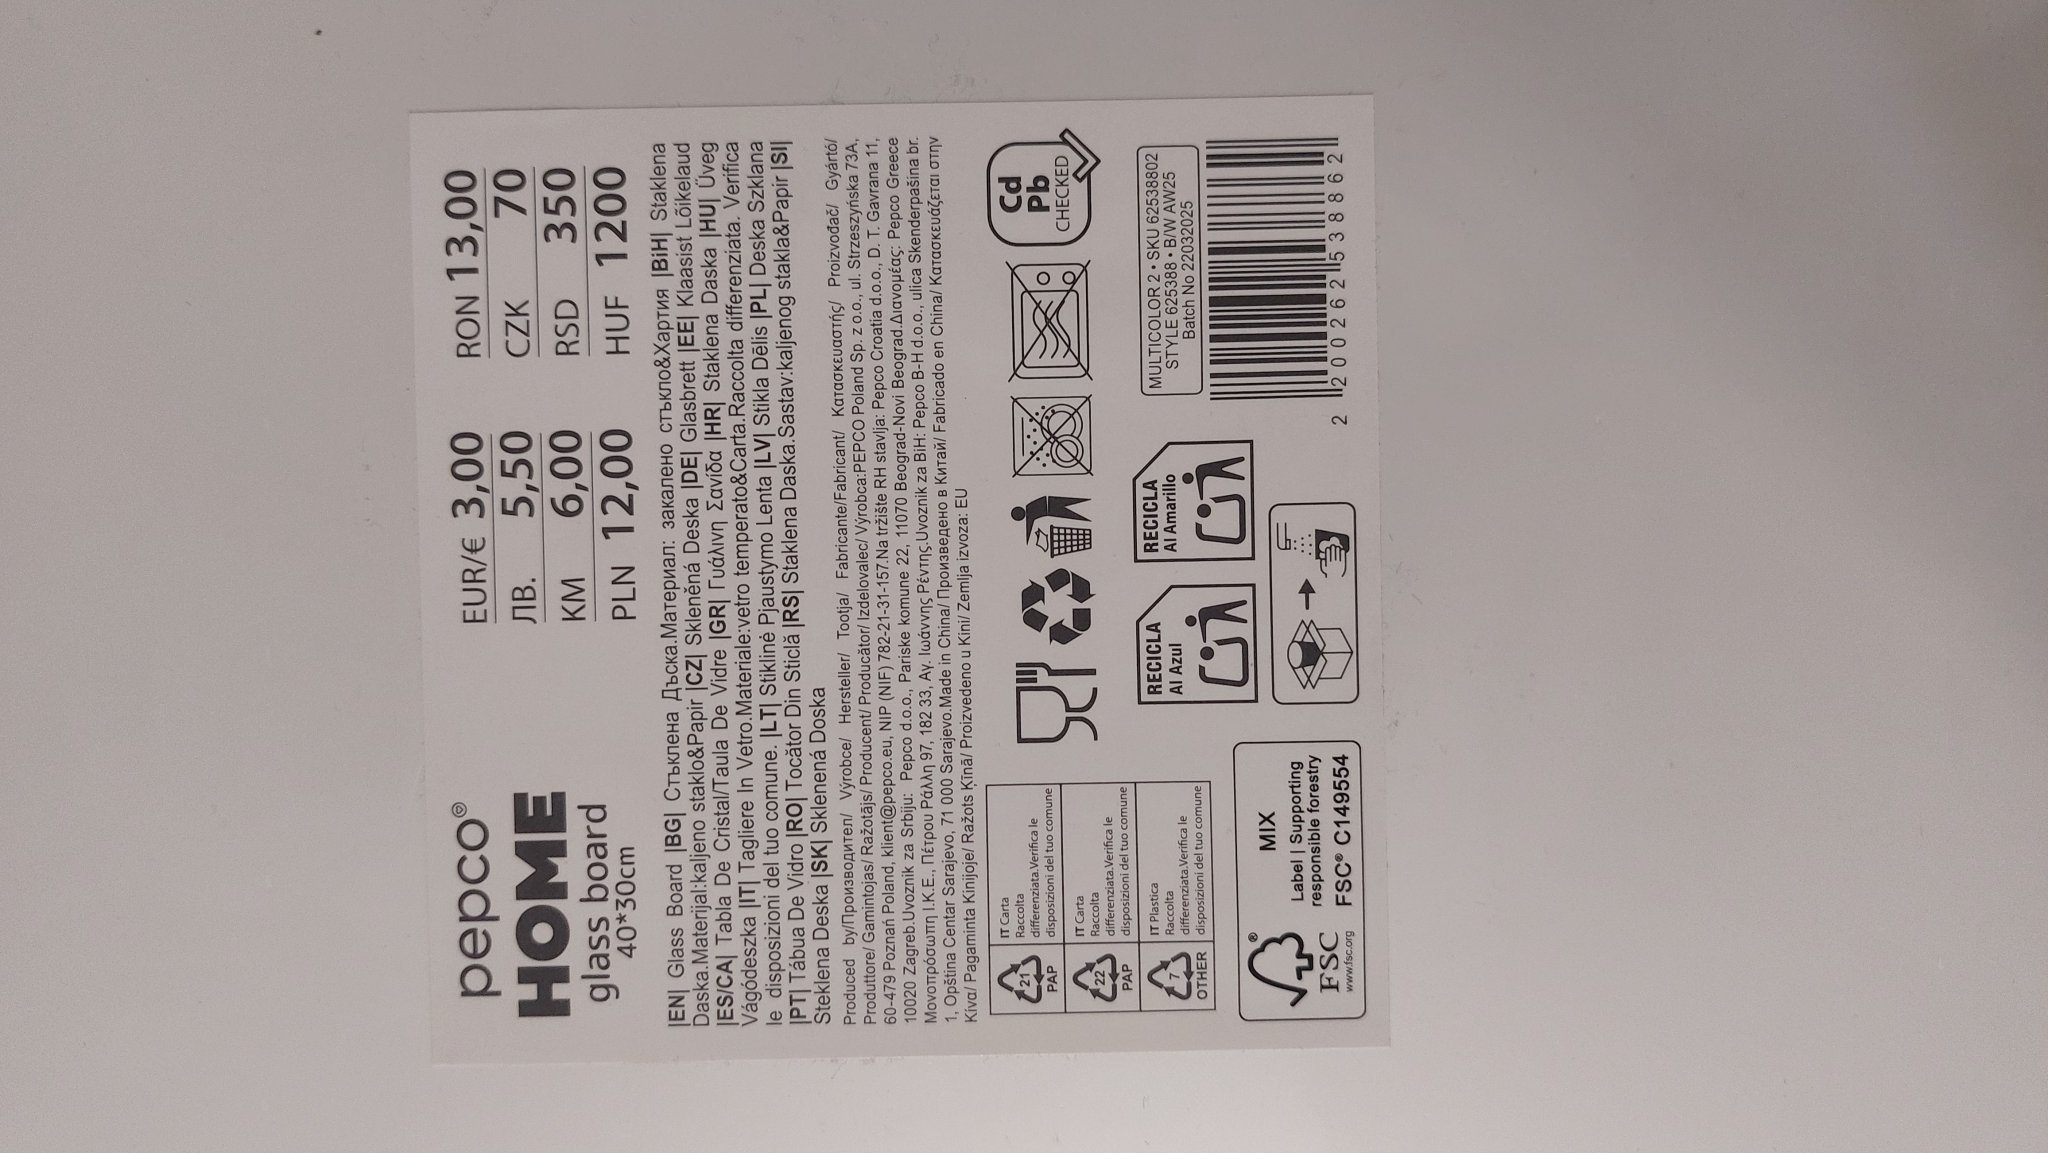 pepco
HOME
glass board
40*30cm
EUR/€ 3,00
ЛВ. 5,50
KM 6,00
PLN 12,00
RON 13,00
CZK 70
RSD 350
HUF 1200
|EN| Glass Board |BG| Стъклена Дъска.Материал: закалено стъкло&Хартия |BiH| Staklena
Daska.Materijal:kaljeno staklo&Papir |CZ| Skleněná Deska |DE| Glasbrett |EE| Klaasist Lõikelaud
|ES/CA| Tabla De Cristal/Taula De Vidre |GR| Γυάλινη Σανίδα |HR| Staklena Daska |HU| Üveg
Vágódeszka |IT| Tagliere In Vetro.Materiale:vetro temperato&Carta.Raccolta differenziata. Verifica
le disposizioni del tuo comune. |LT| Stiklinė Pjaustymo Lenta |LV| Stikla Dēlis |PL| Deska Szklana
|PT| Tábua De Vidro |RO| Tocător Din Sticlă |RS| Staklena Daska.Sastav:kaljenog stakla&Papir |SI|
Steklena Deska |SK| Sklenená Doska
Produced by/Производител/ Výrobce/ Hersteller/ Tootja/ Fabricante/Fabricant/ Κατασκευαστής/ Proizvođač/ Gyártó/
Produttore/ Gamintojas/ Ražotājs/ Producent/ Producător/ Izdelovalec/ Výrobca:PEPCO Poland Sp. z o.o., ul. Strzeszyńska 73A,
60-479 Poznań Poland, klient@pepco.eu, NIP (NIF) 782-21-31-157.Na tržište RH stavlja: Pepco Croatia d.o.o., D. T. Gavrana 11,
10020 Zagreb.Uvoznik za Srbiju: Pepco d.o.o., Pariske komune 22, 11070 Beograd-Novi Beograd.Διανομέας: Pepco Greece
Μονοπρόσωπη Ι.Κ.Ε., Πέτρου Ράλλη 97, 182 33, Αγ. Ιωάννης Ρέντης.Uvoznik za BiH: Pepco B-H d.o.o., ulica Skenderpašina br.
1, Opština Centar Sarajevo, 71 000 Sarajevo.Made in China/ Произведено в Китай/ Fabricado en China/ Κατασκευάζεται στην
Κίνα/ Pagaminta Kinijoje/ Ražots Ķīnā/ Proizvedeno u Kini/ Zemlja izvoza: EU
21
PAP
IT Carta
Raccolta
differenziata.Verifica le
disposizioni del tuo comune
22
PAP
IT Carta
Raccolta
differenziata.Verifica le
disposizioni del tuo comune
7
OTHER
IT Plastica
Raccolta
differenziata.Verifica le
disposizioni del tuo comune
Cd
Pb
CHECKED
RECICLA
Al Azul
RECICLA
Al Amarillo
MULTICOLOR 2 • SKU 62538802
STYLE 625388 • B/W AW25
Batch No 22032025
2 200262 538862
FSC®
www.fsc.org
MIX
Label | Supporting
responsible forestry
FSC® C149554